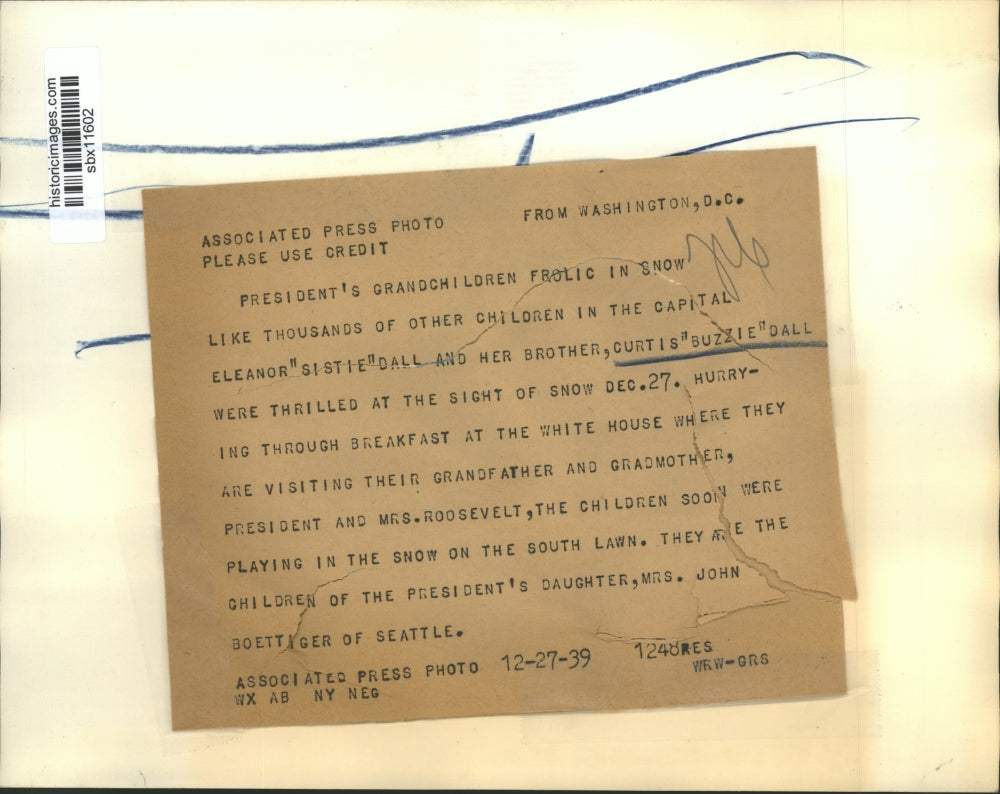 historicimages.com
sbx11602
ASSOCIATED PRESS PHOTO FROM WASHINGTON,D.C.
PLEASE USE CREDIT
PRESIDENT'S GRANDCHILDREN FROLIC IN SNOW
LIKE THOUSANDS OF OTHER CHILDREN IN THE CAPITAL
ELEANOR"SISTIE"DALL AND HER BROTHER,CURTIS"BUZZIE"DALL
WERE THRILLED AT THE SIGHT OF SNOW DEC.27. HURRY-
ING THROUGH BREAKFAST AT THE WHITE HOUSE WHERE THEY
ARE VISITING THEIR GRANDFATHER AND GRADMOTHER,
PRESIDENT AND MRS.ROOSEVELT,THE CHILDREN SOON WERE
PLAYING IN THE SNOW ON THE SOUTH LAWN. THEY ARE THE
CHILDREN OF THE PRESIDENT'S DAUGHTER,MRS. JOHN
BOETTIGER OF SEATTLE.
ASSOCIATED PRESS PHOTO 12-27-39 1248RES
WX AB NY NEG WRW-GRS